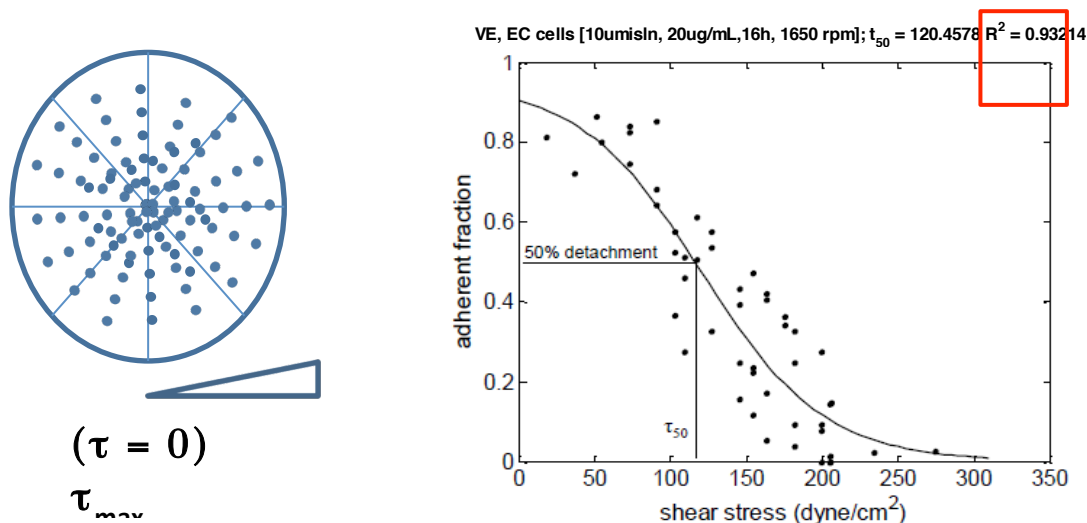 (τ = 0)
τmax
VE, EC cells [10umisln, 20ug/mL,16h, 1650 rpm]; t50 = 120.4578 R² = 0.93214
1
0.8
0.6
0.4
0.2
0
adherent fraction
50% detachment
τ50
0 50 100 150 200 250 300 350
shear stress (dyne/cm²)